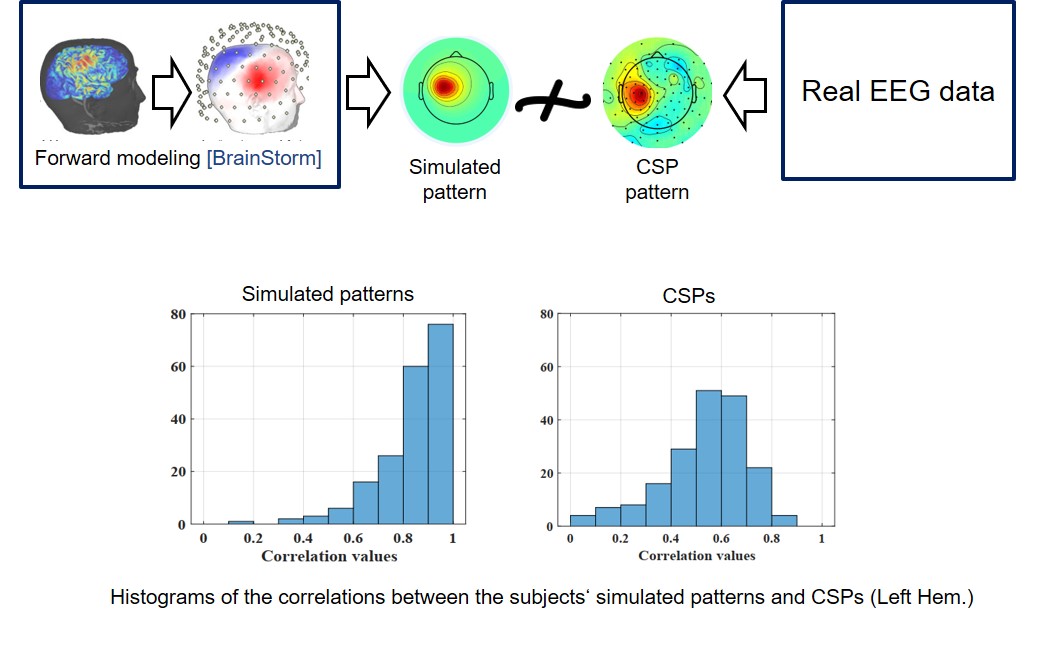 Forward modeling [BrainStorm]
Simulated
pattern
CSP
pattern
Real EEG data
Simulated patterns
80
60
40
20
0
0 0.2 0.4 0.6 0.8 1
Correlation values
CSPs
80
60
40
20
0
0 0.2 0.4 0.6 0.8 1
Correlation values
Histograms of the correlations between the subjects‘ simulated patterns and CSPs (Left Hem.)